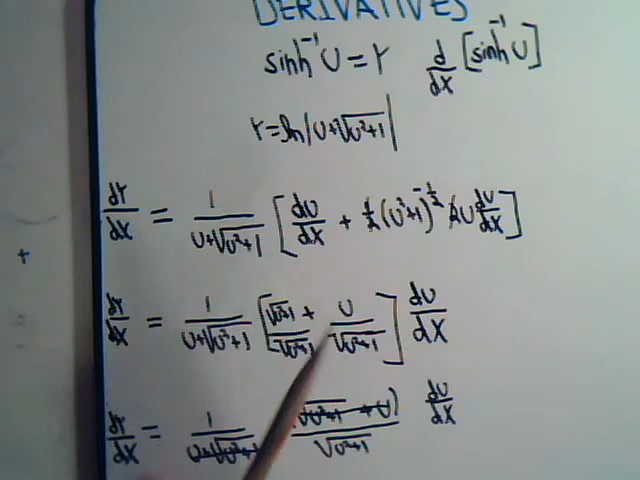 DERIVATIVES
sinh⁻¹ U = Y   d/dx [sinh⁻¹ U]
Y = ln|U+√(U²+1)|
dY/dX = 1/(U+√(U²+1)) [dU/dX + 1/2 (U²+1)^(-1/2) 2U dU/dX]
dY/dX = 1/(U+√(U²+1)) [√(U²+1)/√(U²+1) + U/√(U²+1)] dU/dX
dY/dX = 1/(U+√(U²+1)) (√(U²+1) + U)/√(U²+1) dU/dX